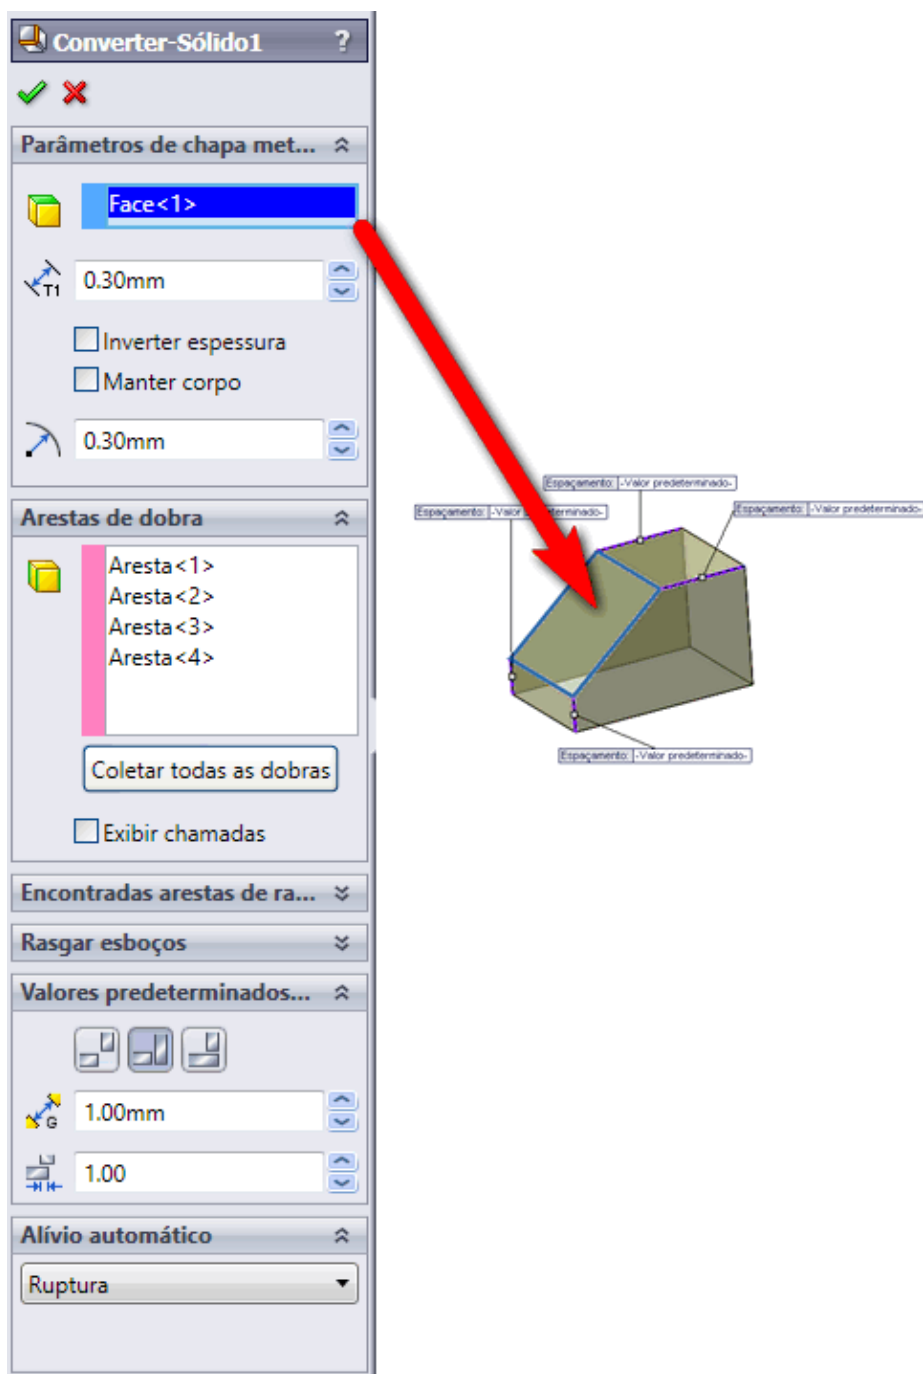 Converter-Sólido1 ?
Parâmetros de chapa met...
Face<1>
T1 0.30mm
Inverter espessura
Manter corpo
0.30mm
Arestas de dobra
Aresta<1>
Aresta<2>
Aresta<3>
Aresta<4>
Coletar todas as dobras
Exibir chamadas
Encontradas arestas de ra...
Rasgar esboços
Valores predeterminados...
G 1.00mm
1.00
Alívio automático
Ruptura
Espaçamento: -Valor predeterminado-
Espaçamento: -Valor predeterminado-
Espaçamento: -Valor predeterminado-
Espaçamento: -Valor predeterminado-